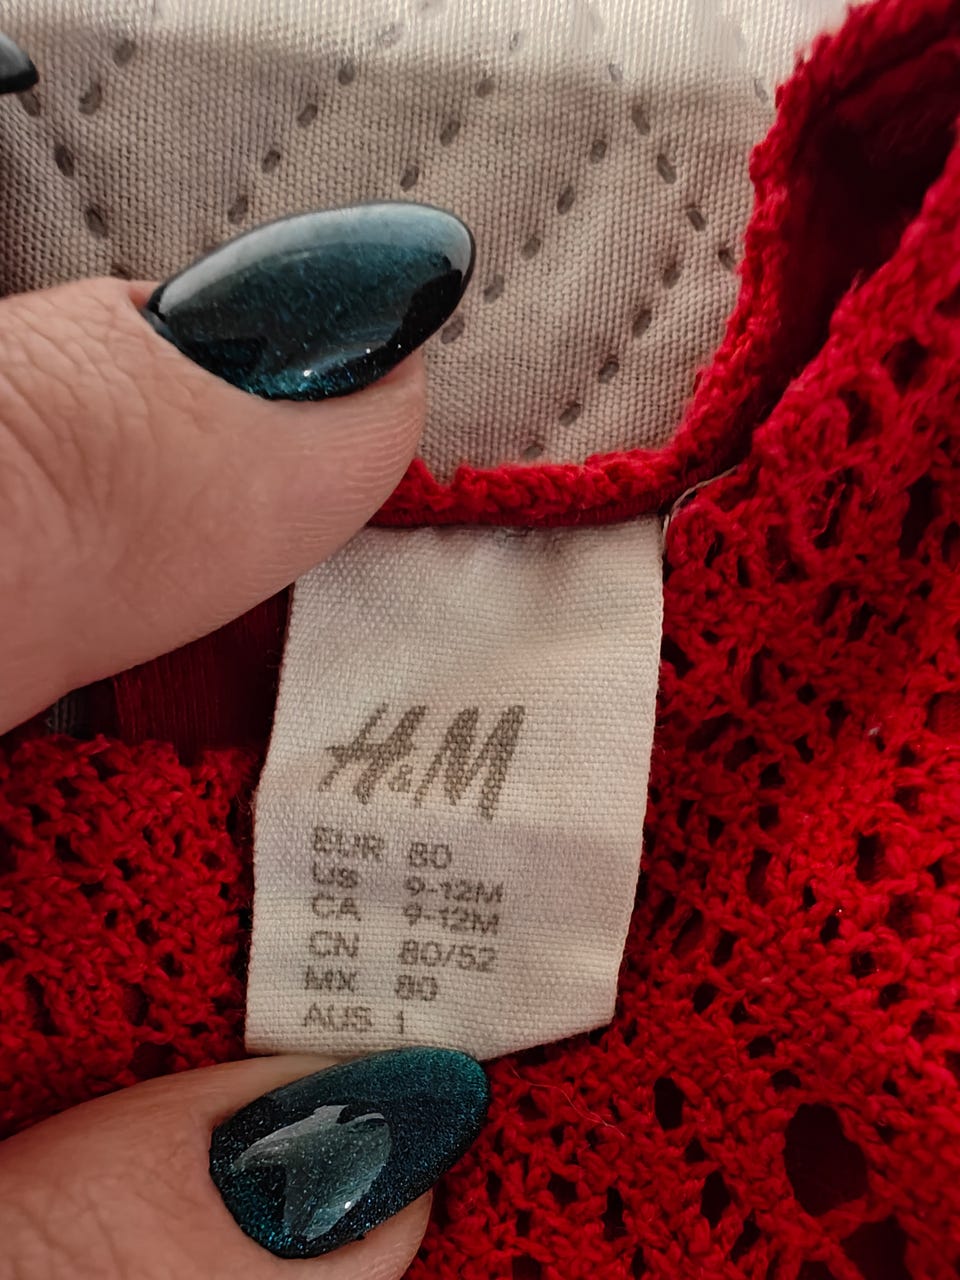 H&M
EUR 80
US 9-12M
CA 9-12M
CN 80/52
MX 80
AUS 1